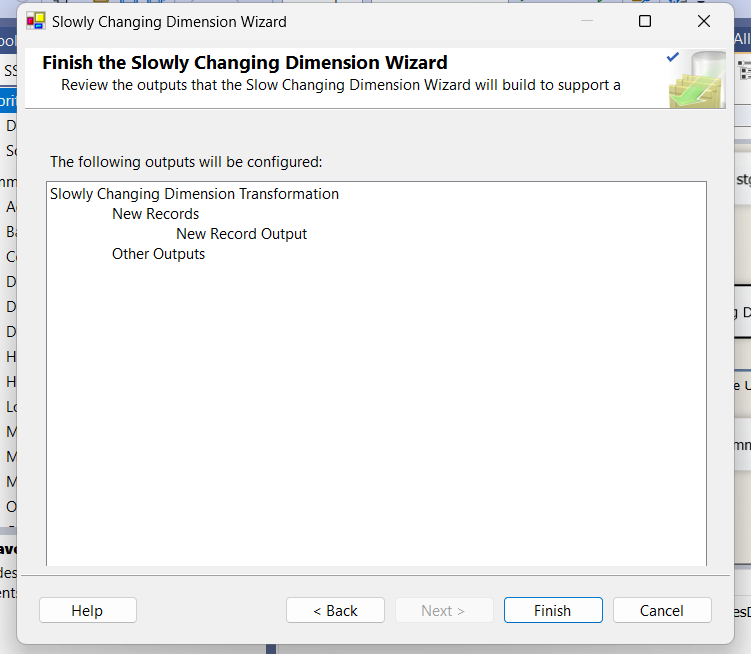 Slowly Changing Dimension Wizard
Finish the Slowly Changing Dimension Wizard
Review the outputs that the Slow Changing Dimension Wizard will build to support a
The following outputs will be configured:
Slowly Changing Dimension Transformation
New Records
New Record Output
Other Outputs
Help
< Back
Next >
Finish
Cancel
All